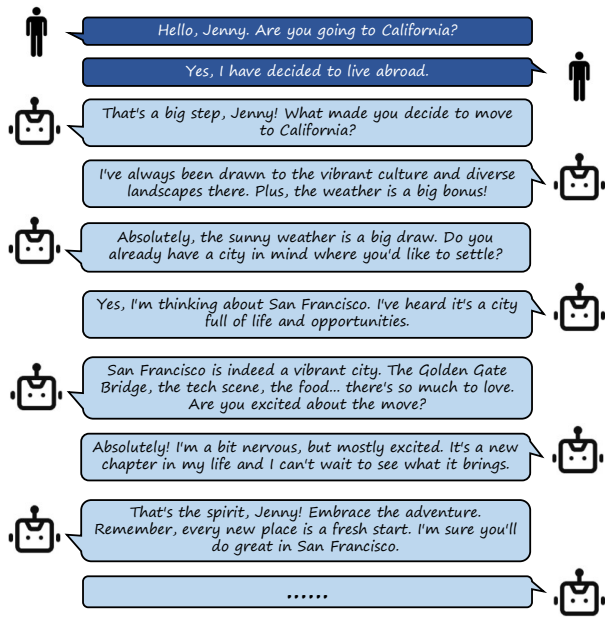 Hello, Jenny. Are you going to California?
Yes, I have decided to live abroad.
That's a big step, Jenny! What made you decide to move
to California?
I've always been drawn to the vibrant culture and diverse
landscapes there. Plus, the weather is a big bonus!
Absolutely, the sunny weather is a big draw. Do you
already have a city in mind where you'd like to settle?
Yes, I'm thinking about San Francisco. I've heard it's a city
full of life and opportunities.
San Francisco is indeed a vibrant city. The Golden Gate
Bridge, the tech scene, the food... there's so much to love.
Are you excited about the move?
Absolutely! I'm a bit nervous, but mostly excited. It's a new
chapter in my life and I can't wait to see what it brings.
That's the spirit, Jenny! Embrace the adventure.
Remember, every new place is a fresh start. I'm sure you'll
do great in San Francisco.
......